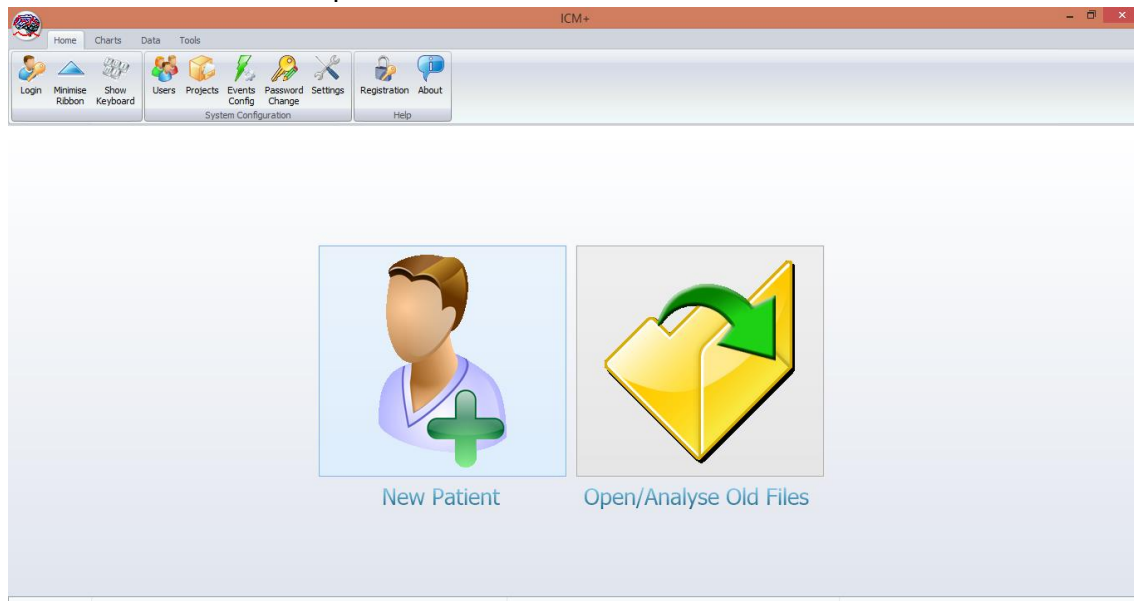 ICM+
Home Charts Data Tools
Login Minimise Ribbon Show Keyboard Users Projects Events Config Password Change Settings Registration About
System Configuration Help
New Patient Open/Analyse Old Files